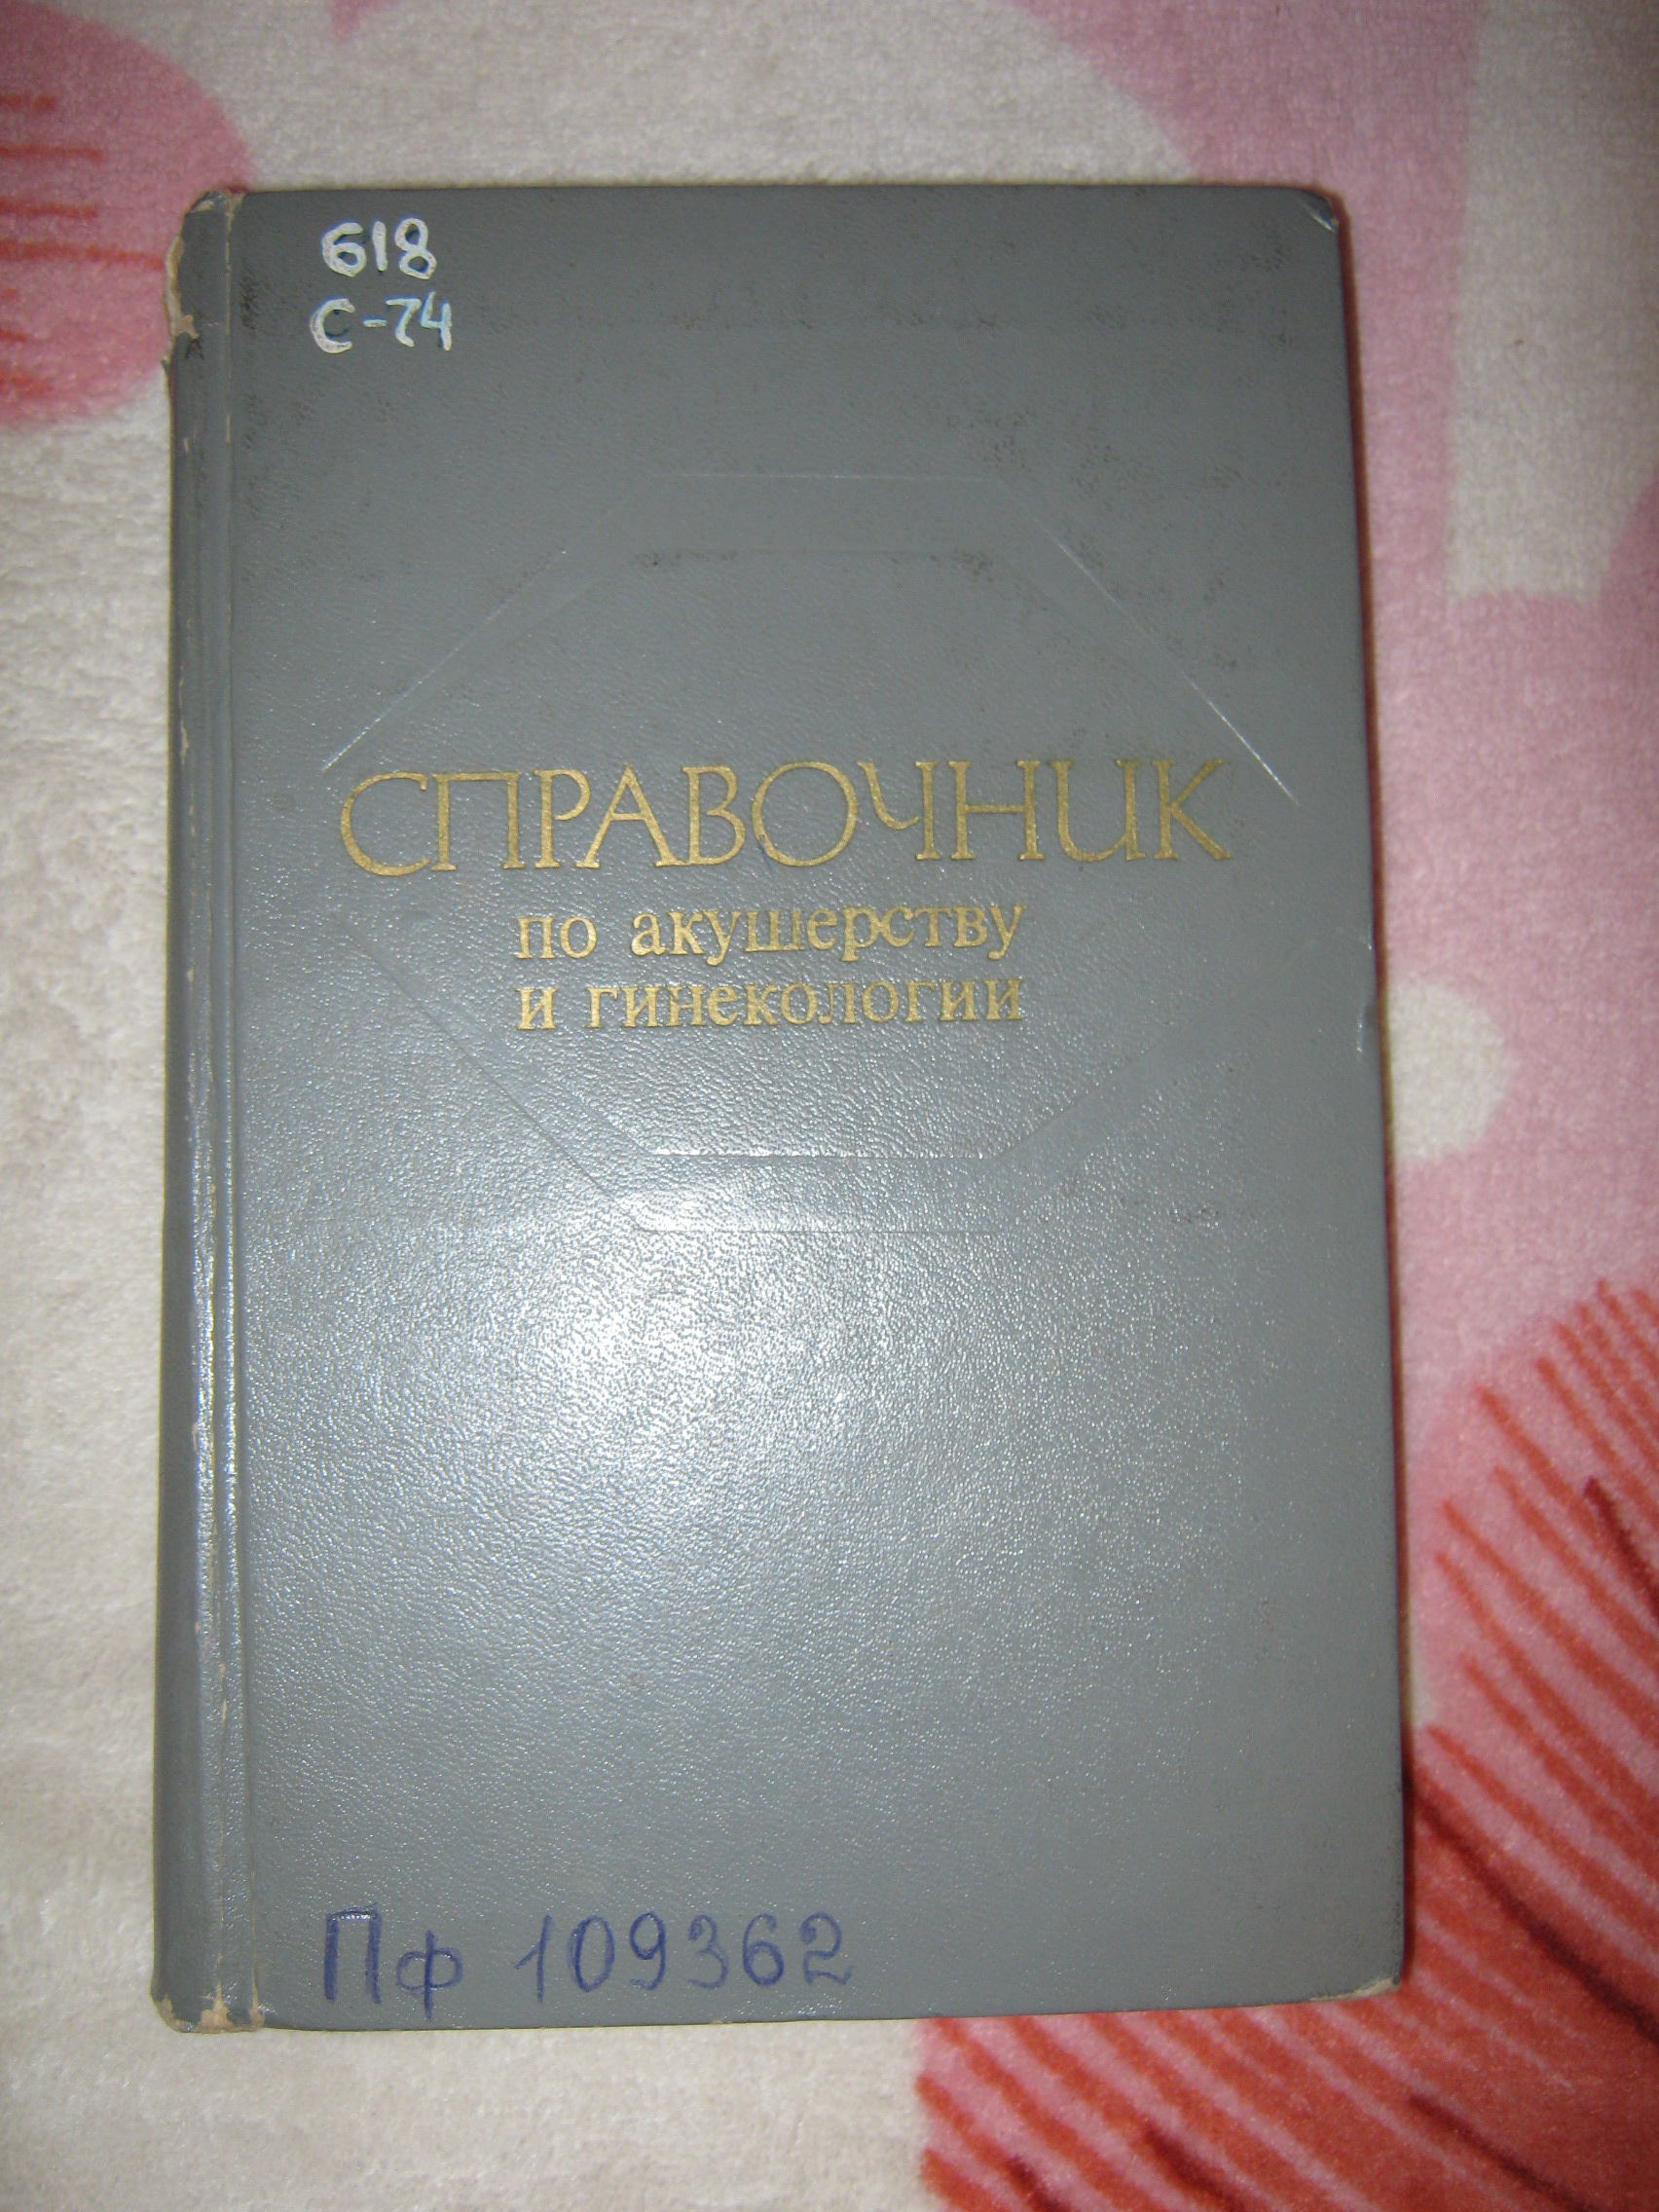 618
С-74
СПРАВОЧНИК
по акушерству
и гинекологии
Пф 109362